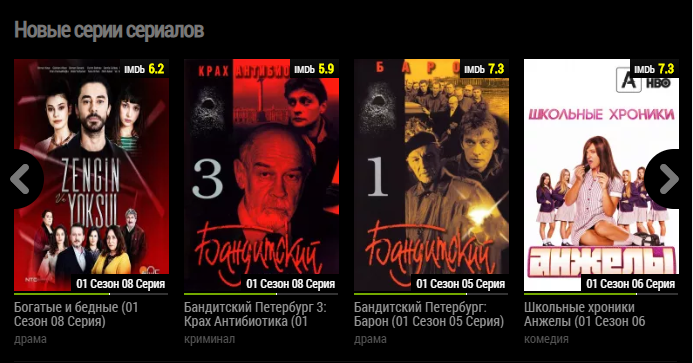 Новые серии сериалов
IMDb 6.2
ZENGIN
Ve
YOKSUL
01 Сезон 08 Серия
Богатые и бедные (01
Сезон 08 Серия)
драма
КРАХ АНТИБИО
IMDb 5.9
3
Бандитский
01 Сезон 08 Серия
Бандитский Петербург 3:
Крах Антибиотика (01
криминал
БАРО
IMDb 7.3
1
Бандитский
01 Сезон 05 Серия
Бандитский Петербург:
Барон (01 Сезон 05 Серия)
драма
A
IMDb 7.3
HBO
ШКОЛЬНЫЕ ХРОНИКИ
АНЖЕЛЫ
01 Сезон 06 Серия
Школьные хроники
Анжелы (01 Сезон 06
комедия